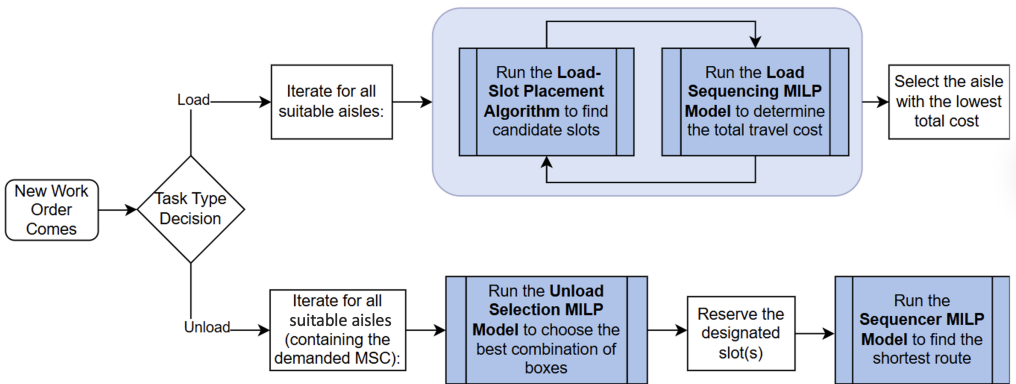 New Work
Order
Comes
Task Type
Decision
Load
Iterate for all
suitable aisles:
Run the Load-
Slot Placement
Algorithm to find
candidate slots
Run the Load
Sequencing MILP
Model to determine
the total travel cost
Select the aisle
with the lowest
total cost
Unload
Iterate for all
suitable aisles
(containing the
demanded MSC):
Run the Unload
Selection MILP
Model to choose the
best combination of
boxes
Reserve the
designated
slot(s)
Run the
Sequencer MILP
Model to find the
shortest route